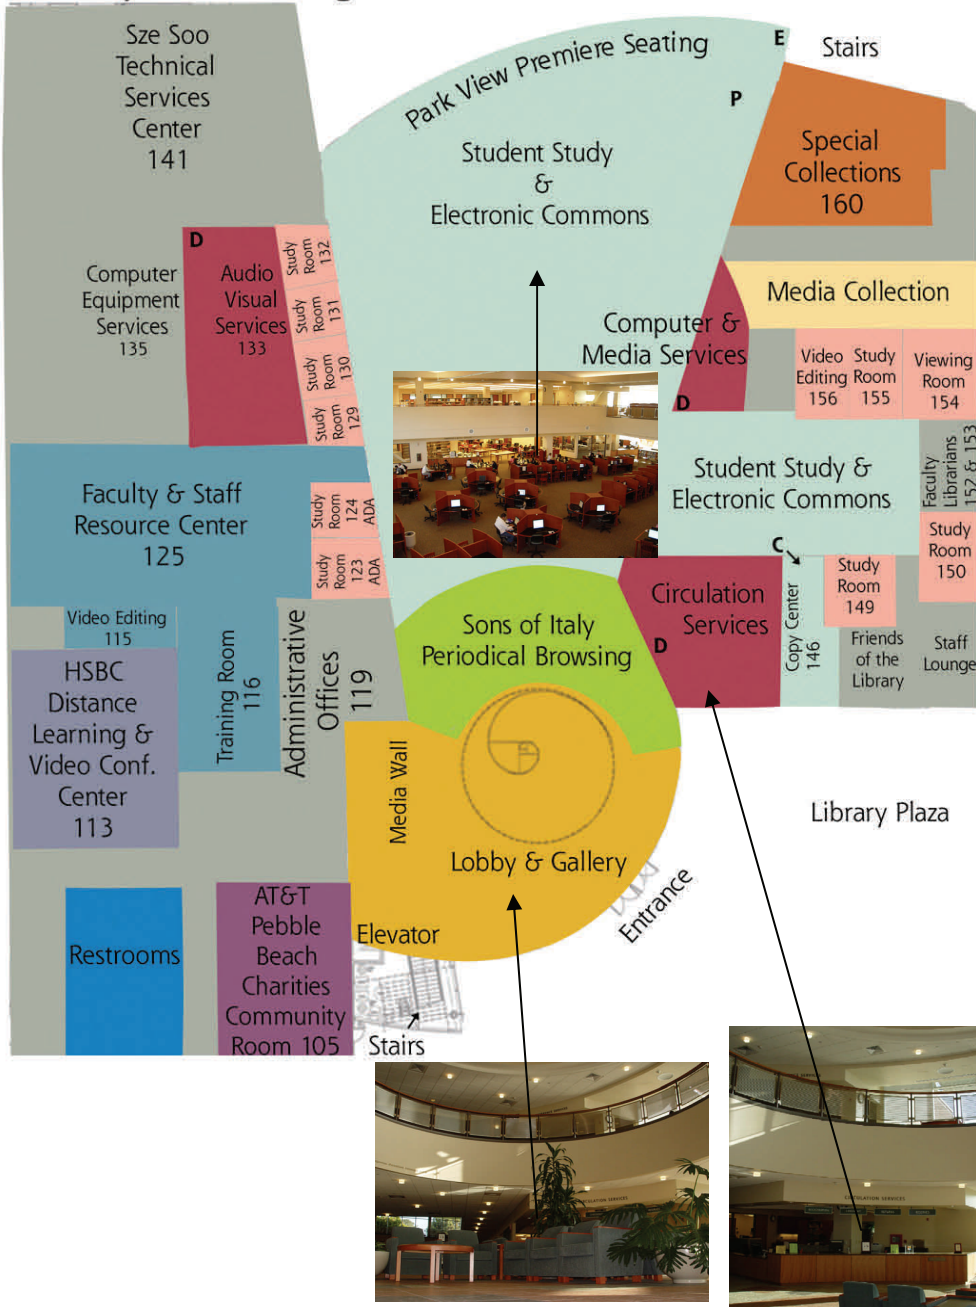 Sze Soo
Technical
Services
Center
141
Park View Premiere Seating
E
Stairs
P
Student Study
&
Electronic Commons
Special
Collections
160
D
Computer
Equipment
Services
135
Audio
Visual
Services
133
Study
Room
132
Study
Room
131
Study
Room
130
Study
Room
129
Media Collection
Computer &
Media Services
D
Video
Editing
156
Study
Room
155
Viewing
Room
154
Student Study &
Electronic Commons
Faculty
Librarians
152 & 153
Faculty & Staff
Resource Center
125
Study
Room
124
ADA
Study
Room
123
ADA
Study
Room
150
C
Study
Room
149
Circulation
Services
D
Copy Center
146
Friends
of the
Library
Staff
Lounge
Sons of Italy
Periodical Browsing
Video Editing
115
Training Room
116
Administrative
Offices
119
HSBC
Distance
Learning &
Video Conf.
Center
113
Media Wall
Lobby & Gallery
Library Plaza
Entrance
Elevator
Restrooms
AT&T
Pebble
Beach
Charities
Community
Room 105
Stairs
CIRCULATION SERVICES